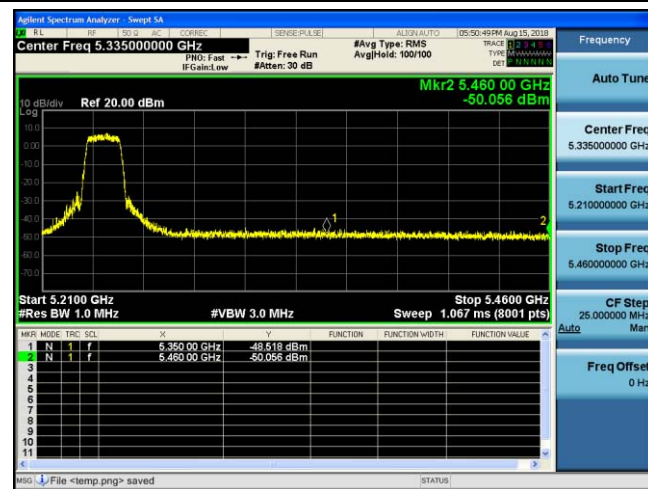 Agilent Spectrum Analyzer - Swept SA
RL RF 50 Ω AC CORREC SENSE:PULSE ALIGN AUTO 05:50:49 PM Aug 15, 2018
Center Freq 5.335000000 GHz
PNO: Fast
IFGain:Low
Trig: Free Run
#Atten: 30 dB
#Avg Type: RMS
Avg|Hold: 100/100
TRACE 1 2 3 4 5 6
TYPE M
DET P N N N N N
Mkr2 5.460 00 GHz
-50.056 dBm
10 dB/div Ref 20.00 dBm
Log
10.0
0.00
-10.0
-20.0
-30.0
-40.0
-50.0
-60.0
-70.0
1
2
Start 5.2100 GHz
Stop 5.4600 GHz
#Res BW 1.0 MHz
#VBW 3.0 MHz
Sweep 1.067 ms (8001 pts)
MKR MODE TRC SCL X Y FUNCTION FUNCTION WIDTH FUNCTION VALUE
1 N 1 f 5.350 00 GHz -48.518 dBm
2 N 1 f 5.460 00 GHz -50.056 dBm
3
4
5
6
7
8
9
10
11
MSG File <temp.png> saved STATUS
Frequency
Auto Tune
Center Freq
5.335000000 GHz
Start Freq
5.210000000 GHz
Stop Freq
5.460000000 GHz
CF Step
25.000000 MHz
Auto Man
Freq Offset
0 Hz